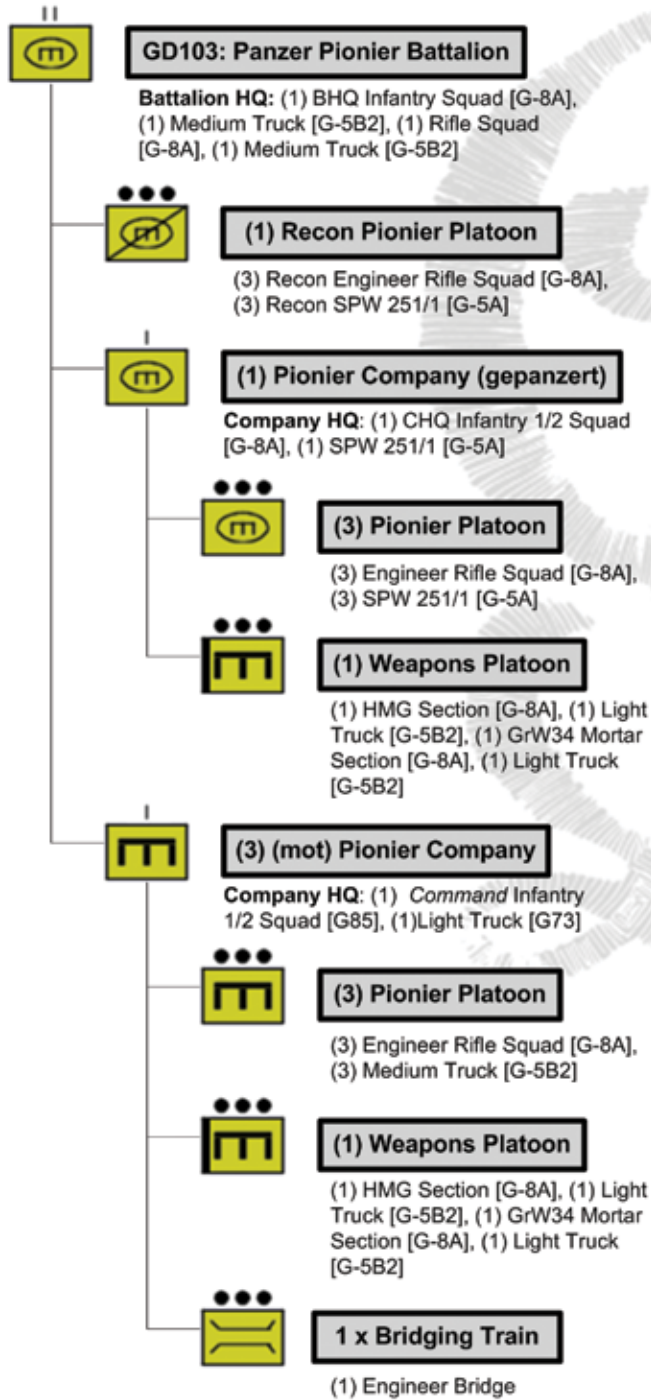 GD103: Panzer Pionier Battalion
Battalion HQ: (1) BHQ Infantry Squad [G-8A],
(1) Medium Truck [G-5B2], (1) Rifle Squad
[G-8A], (1) Medium Truck [G-5B2]
(1) Recon Pionier Platoon
(3) Recon Engineer Rifle Squad [G-8A],
(3) Recon SPW 251/1 [G-5A]
(1) Pionier Company (gepanzert)
Company HQ: (1) CHQ Infantry 1/2 Squad
[G-8A], (1) SPW 251/1 [G-5A]
(3) Pionier Platoon
(3) Engineer Rifle Squad [G-8A],
(3) SPW 251/1 [G-5A]
(1) Weapons Platoon
(1) HMG Section [G-8A], (1) Light
Truck [G-5B2], (1) GrW34 Mortar
Section [G-8A], (1) Light Truck
[G-5B2]
(3) (mot) Pionier Company
Company HQ: (1) Command Infantry
1/2 Squad [G85], (1)Light Truck [G73]
(3) Pionier Platoon
(3) Engineer Rifle Squad [G-8A],
(3) Medium Truck [G-5B2]
(1) Weapons Platoon
(1) HMG Section [G-8A], (1) Light
Truck [G-5B2], (1) GrW34 Mortar
Section [G-8A], (1) Light Truck
[G-5B2]
1 x Bridging Train
(1) Engineer Bridge